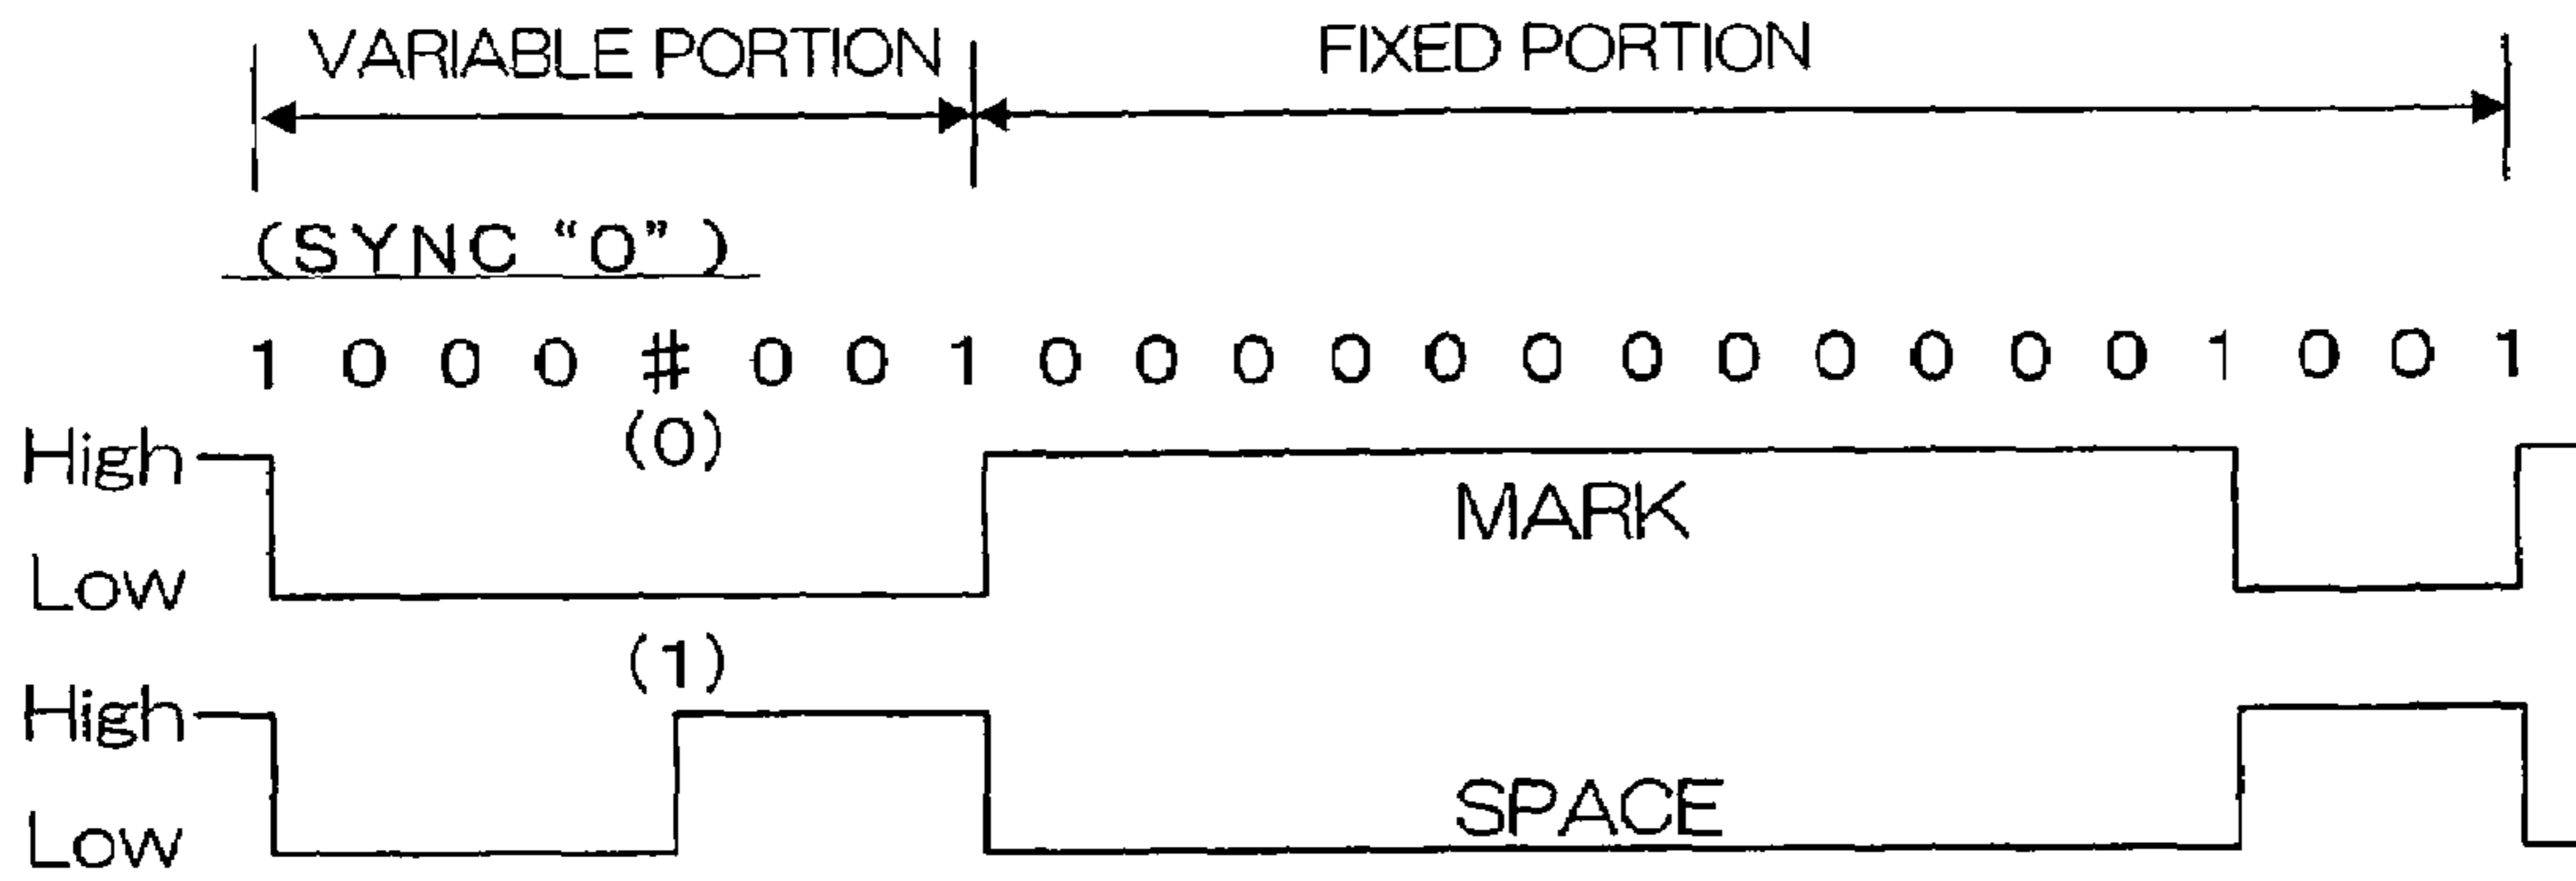 VARIABLE PORTION FIXED PORTION
(SYNC “0”)
1 0 0 0 # 0 0 1 0 0 0 0 0 0 0 0 0 0 0 0 1 0 0 1
(0)
High
MARK
Low
(1)
High
SPACE
Low